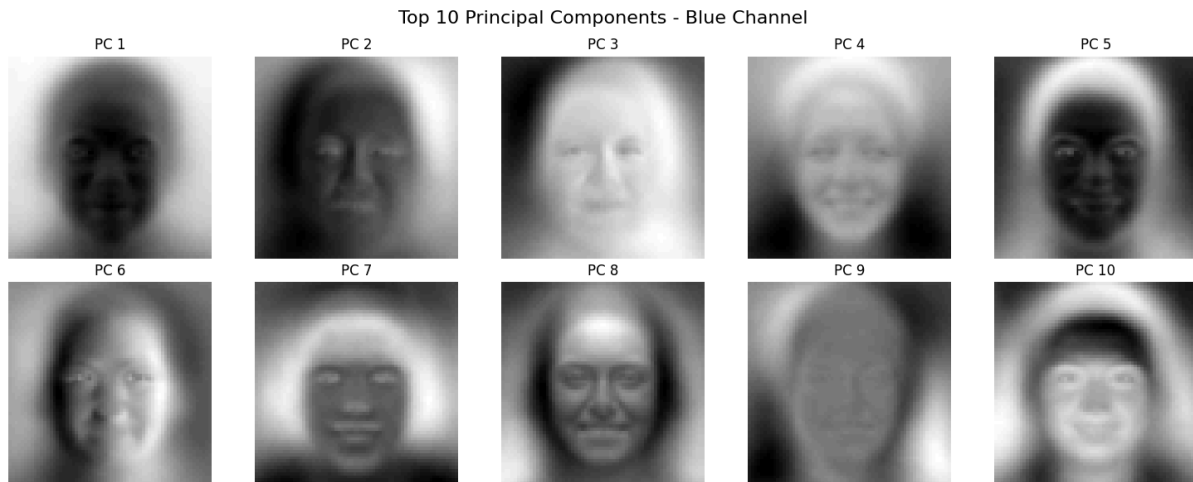 Top 10 Principal Components - Blue Channel
PC 1 PC 2 PC 3 PC 4 PC 5
PC 6 PC 7 PC 8 PC 9 PC 10